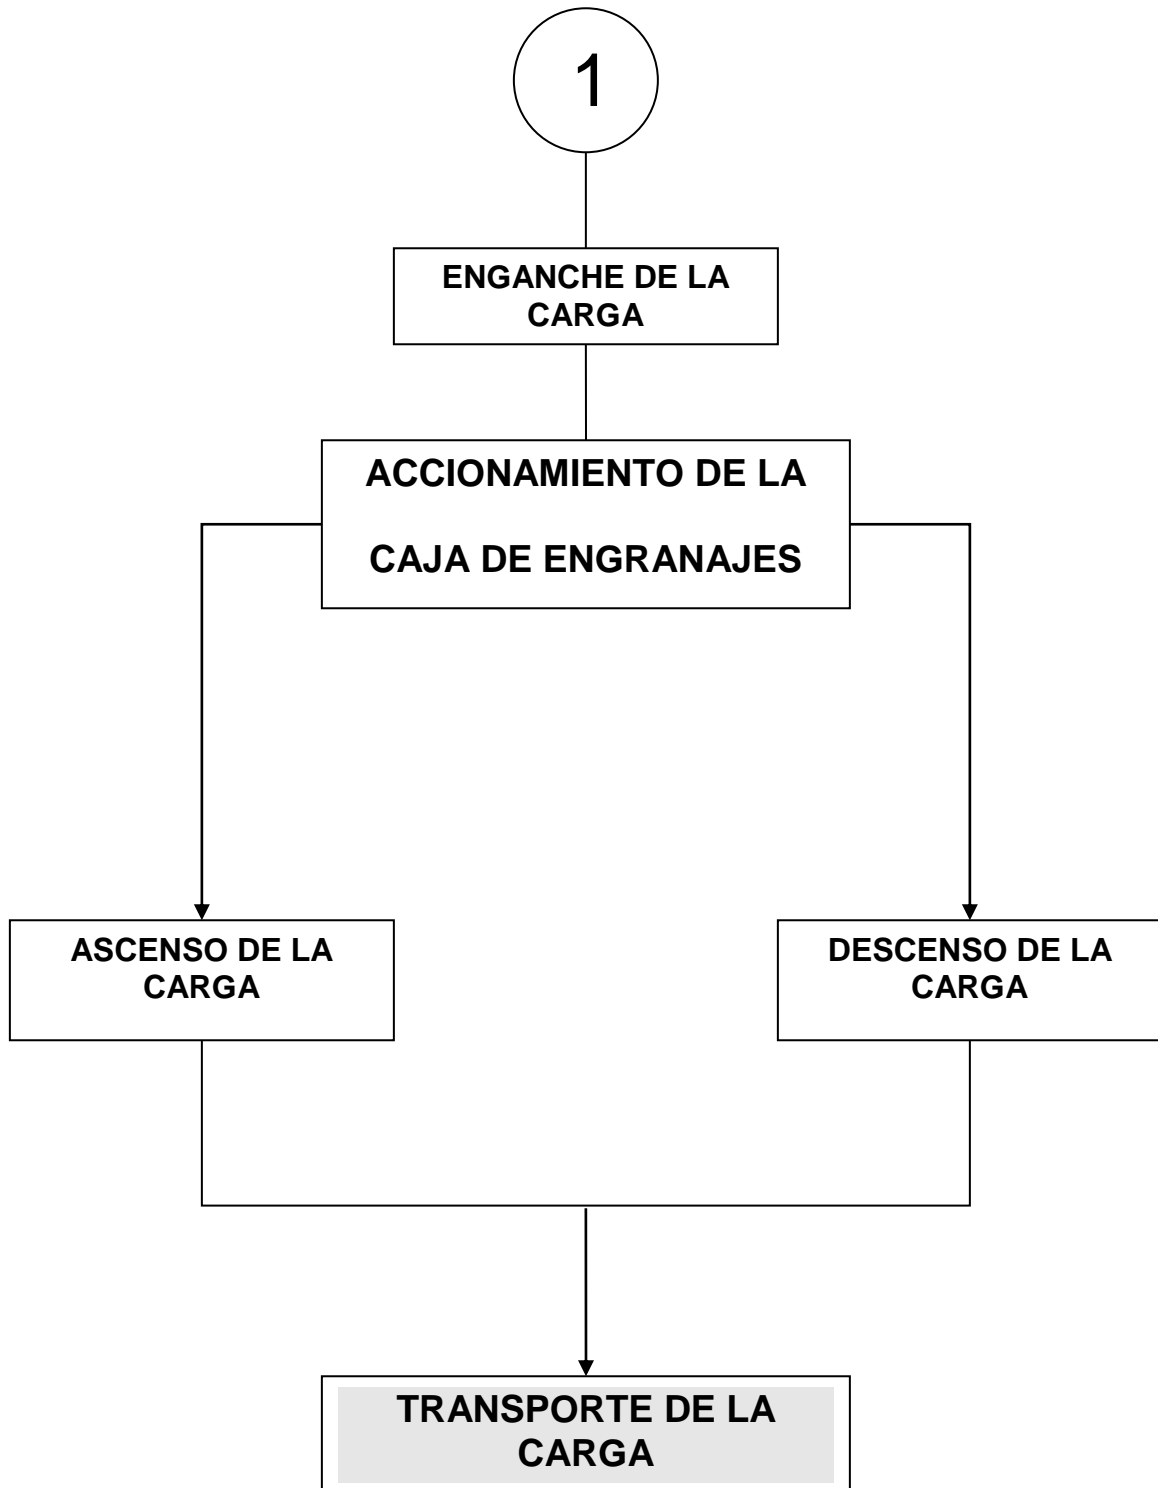 1
ENGANCHE DE LA
CARGA
ACCIONAMIENTO DE LA
CAJA DE ENGRANAJES
ASCENSO DE LA
CARGA
DESCENSO DE LA
CARGA
TRANSPORTE DE LA
CARGA